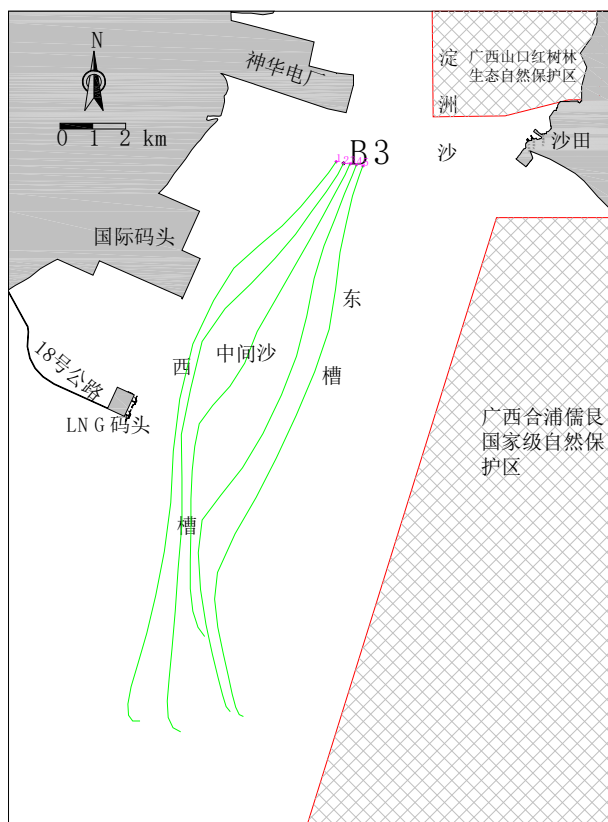 N
0 1 2 km
神华电厂
淀
洲
沙
广西山口红树林
生态自然保护区
沙田
B3
国际码头
东
槽
中间沙
西
槽
18号公路
LNG码头
广西合浦儒艮
国家级自然保
护区